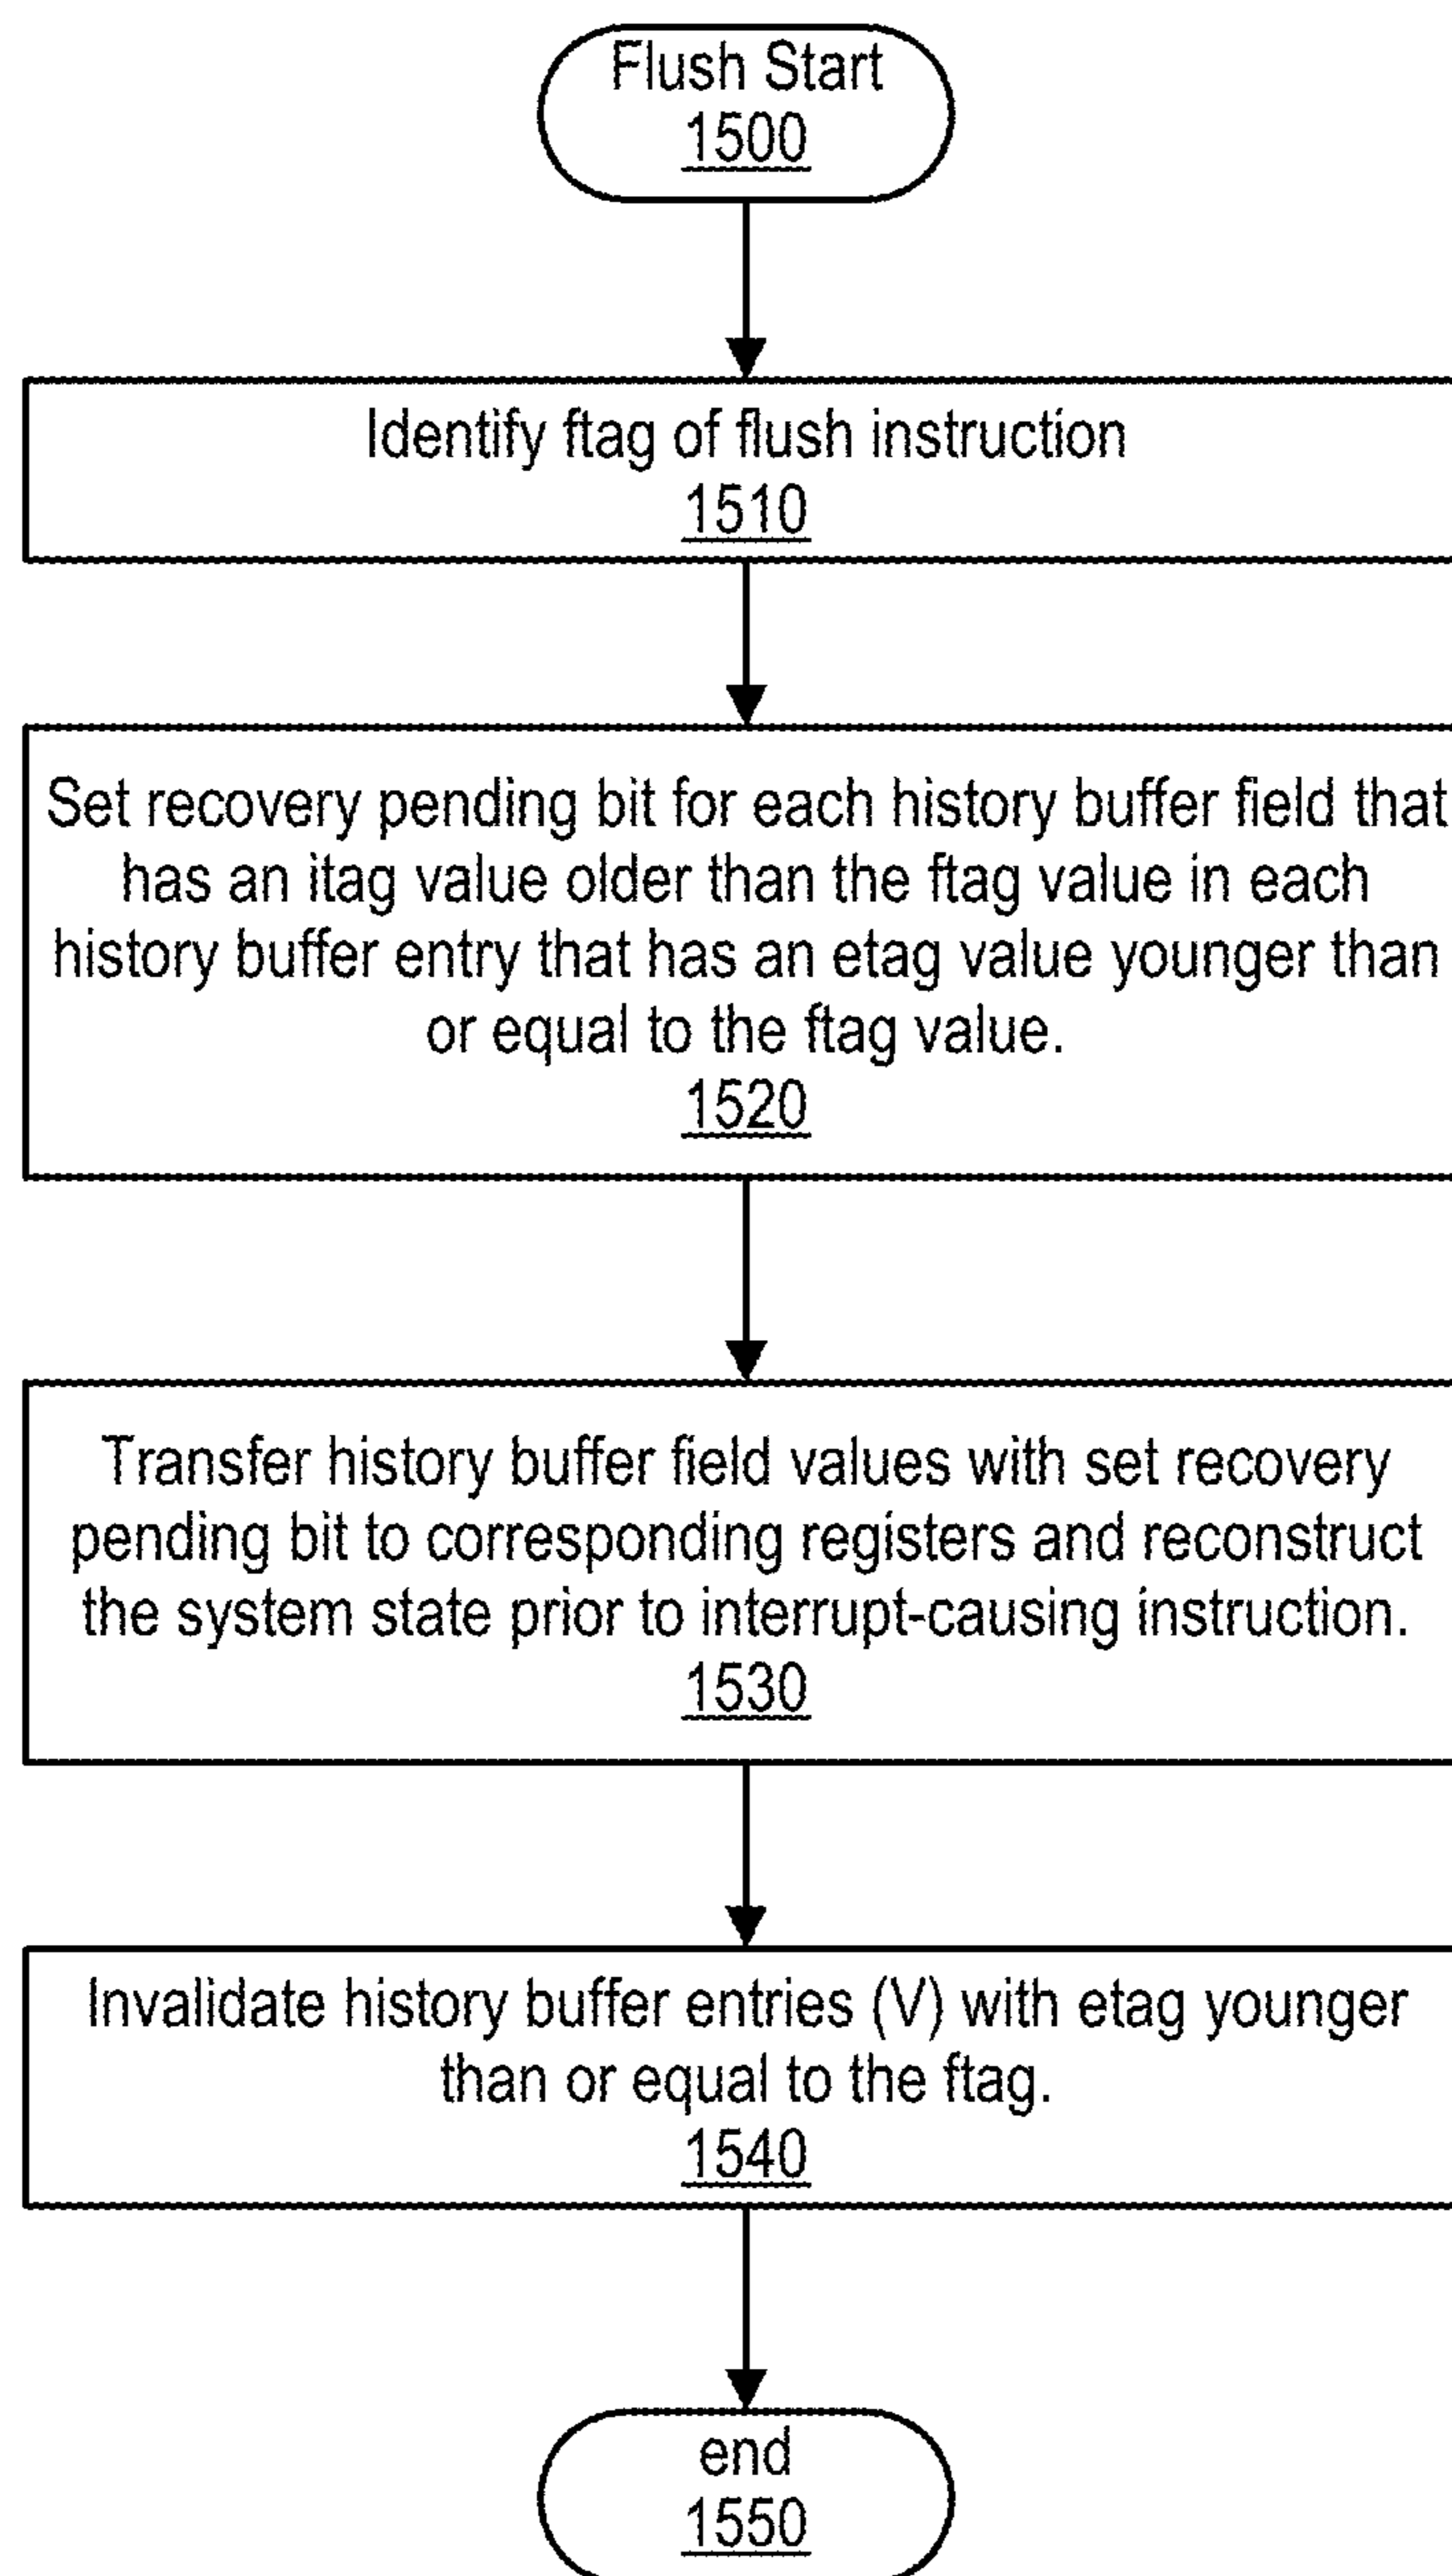 Flush Start
1500
Identify ftag of flush instruction
1510
Set recovery pending bit for each history buffer field that
has an itag value older than the ftag value in each
history buffer entry that has an etag value younger than
or equal to the ftag value.
1520
Transfer history buffer field values with set recovery
pending bit to corresponding registers and reconstruct
the system state prior to interrupt-causing instruction.
1530
Invalidate history buffer entries (V) with etag younger
than or equal to the ftag.
1540
end
1550